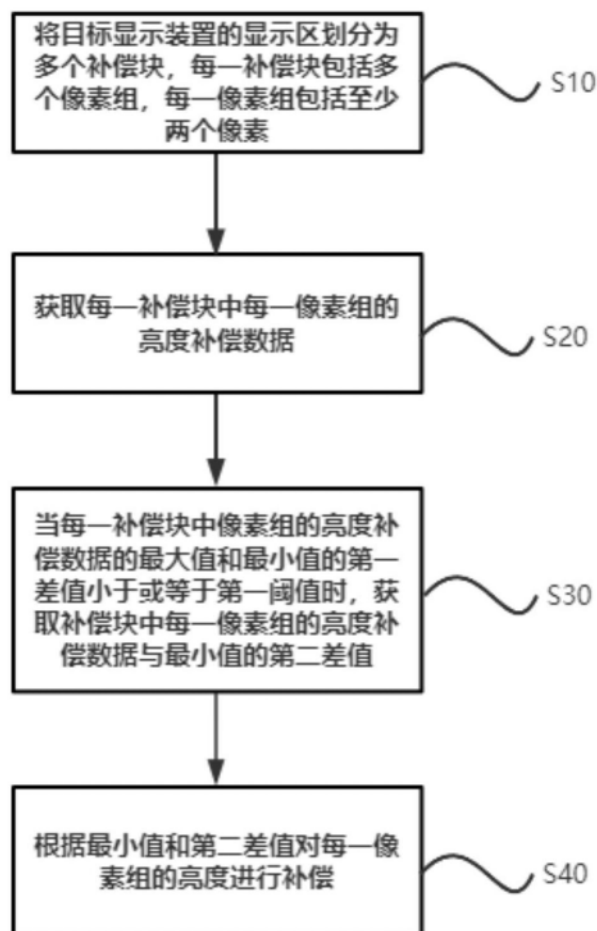 将目标显示装置的显示区划分为
多个补偿块，每一补偿块包括多
个像素组，每一像素组包括至少
两个像素
S10
获取每一补偿块中每一像素组的
亮度补偿数据
S20
当每一补偿块中像素组的亮度补
偿数据的最大值和最小值的第一
差值小于或等于第一阈值时，获
取补偿块中每一像素组的亮度补
偿数据与最小值的第二差值
S30
根据最小值和第二差值对每一像
素组的亮度进行补偿
S40